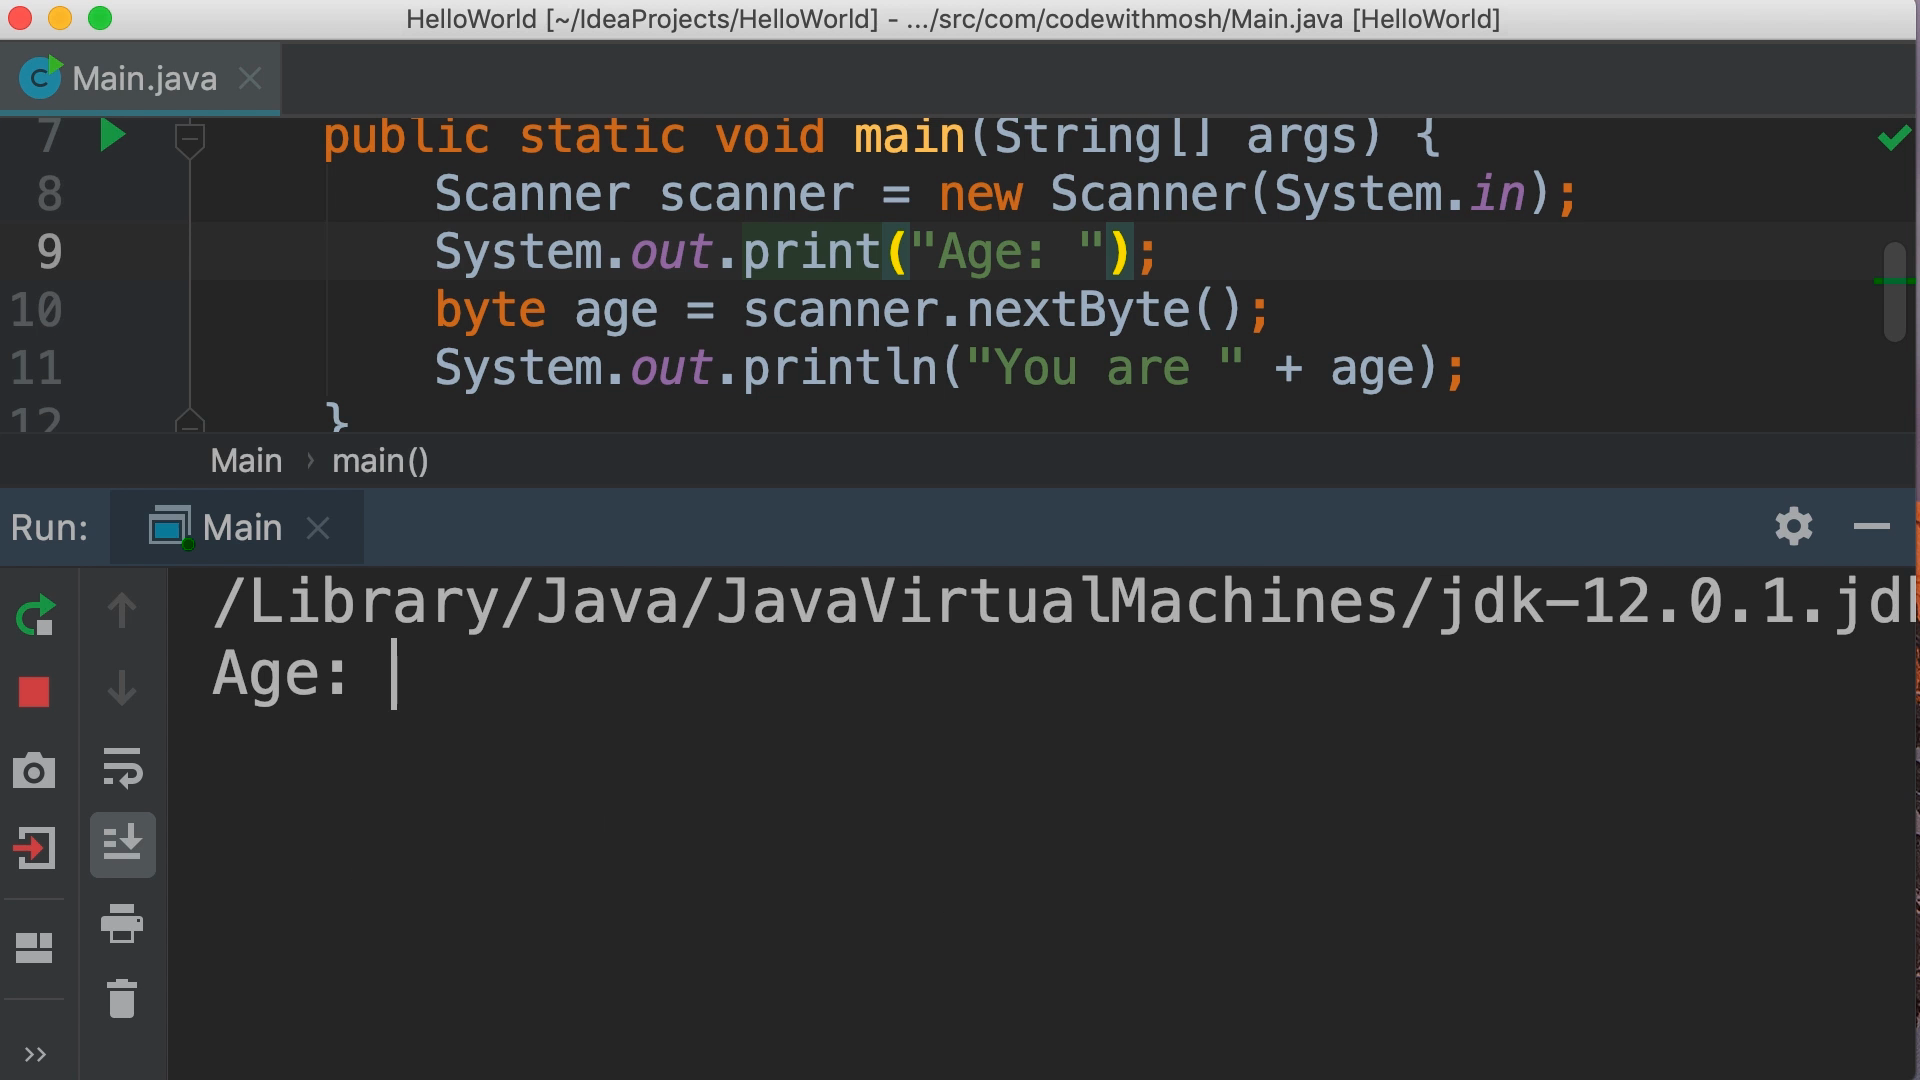 HelloWorld [~/IdeaProjects/HelloWorld] - .../src/com/codewithmosh/Main.java [HelloWorld]
Main.java
7 public static void main(String[] args) {
8 Scanner scanner = new Scanner(System.in);
9 System.out.print("Age: ");
10 byte age = scanner.nextByte();
11 System.out.println("You are " + age);
12 }
Main › main()
Run: Main
/Library/Java/JavaVirtualMachines/jdk-12.0.1.jdk
Age: